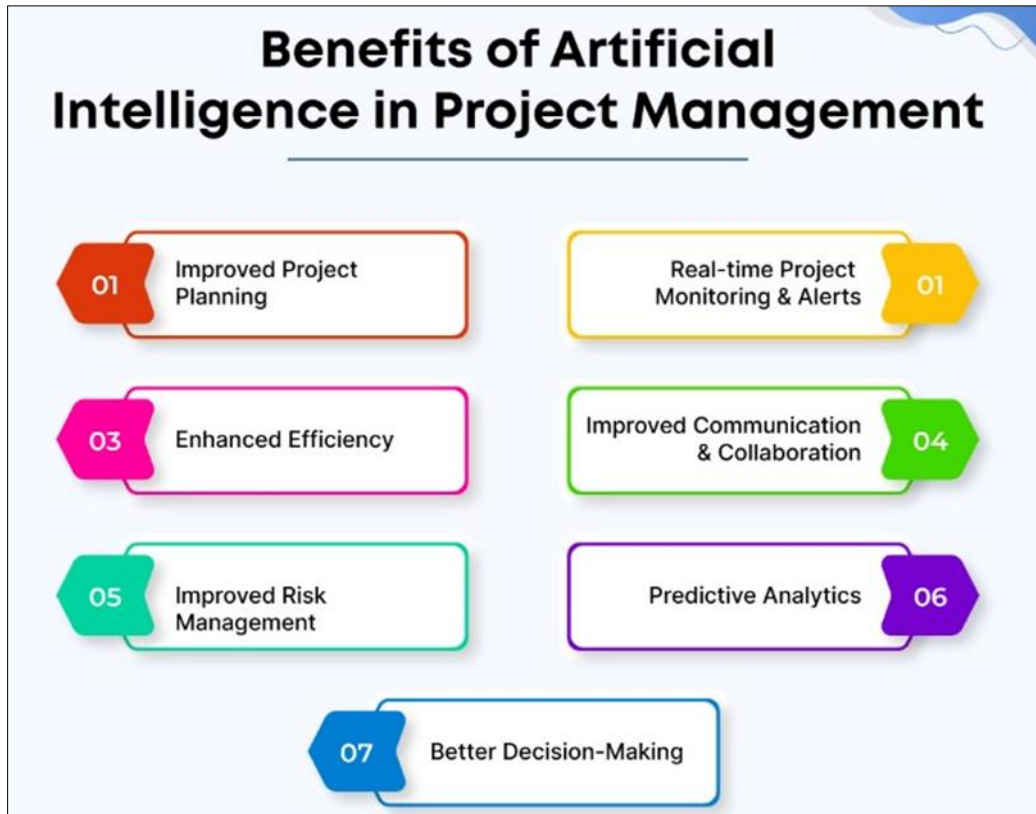 Benefits of Artificial
Intelligence in Project Management
01
Improved Project
Planning
Real-time Project
Monitoring & Alerts
01
03
Enhanced Efficiency
Improved Communication
& Collaboration
04
05
Improved Risk
Management
Predictive Analytics
06
07
Better Decision-Making